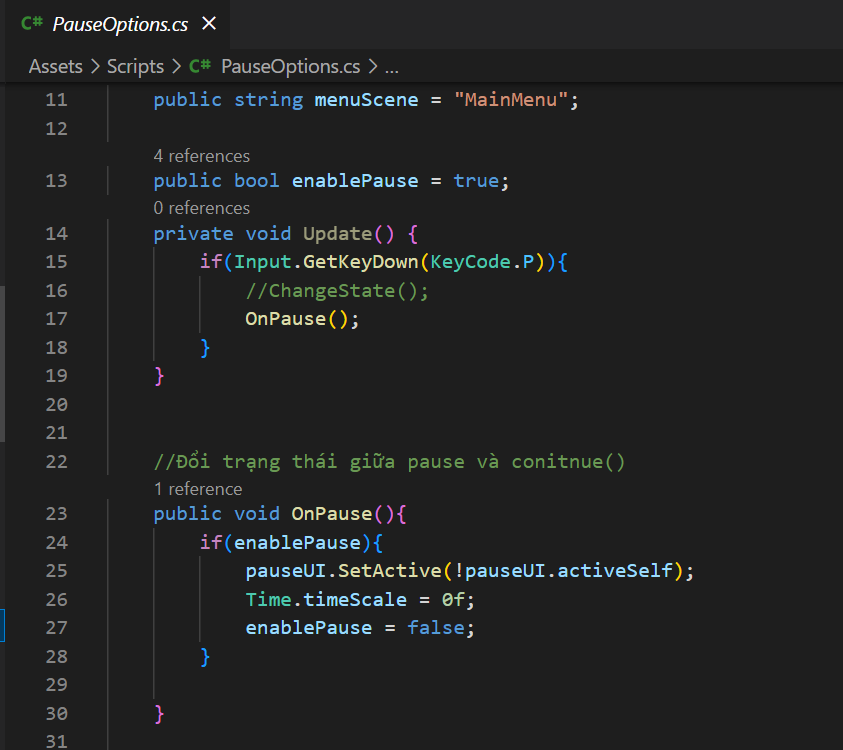 C# PauseOptions.cs ×
Assets > Scripts > C# PauseOptions.cs > ...
11 public string menuScene = "MainMenu";
12
4 references
13 public bool enablePause = true;
0 references
14 private void Update() {
15 if(Input.GetKeyDown(KeyCode.P)){
16 //ChangeState();
17 OnPause();
18 }
19 }
20
21
22 //Đổi trạng thái giữa pause và conitnue()
1 reference
23 public void OnPause(){
24 if(enablePause){
25 pauseUI.SetActive(!pauseUI.activeSelf);
26 Time.timeScale = 0f;
27 enablePause = false;
28 }
29
30 }
31